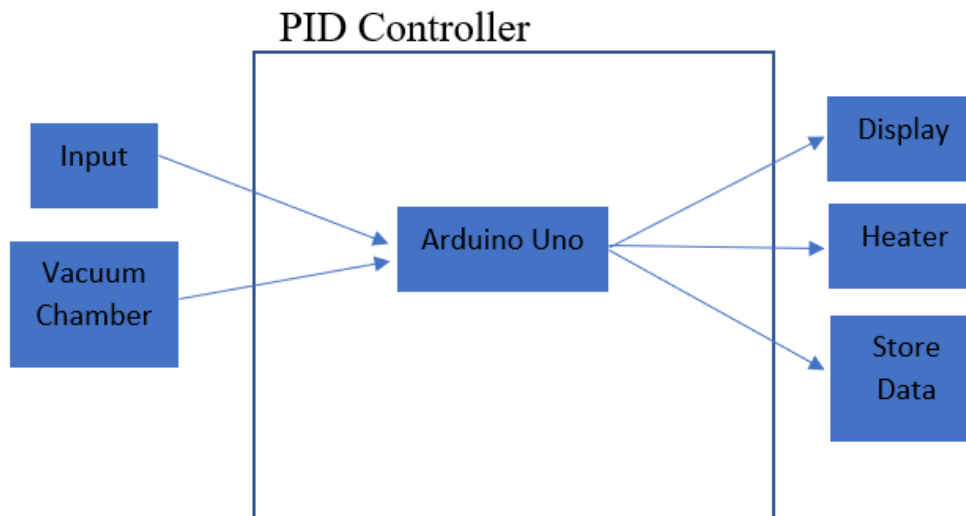 PID Controller
Input
Vacuum
Chamber
Arduino Uno
Display
Heater
Store
Data